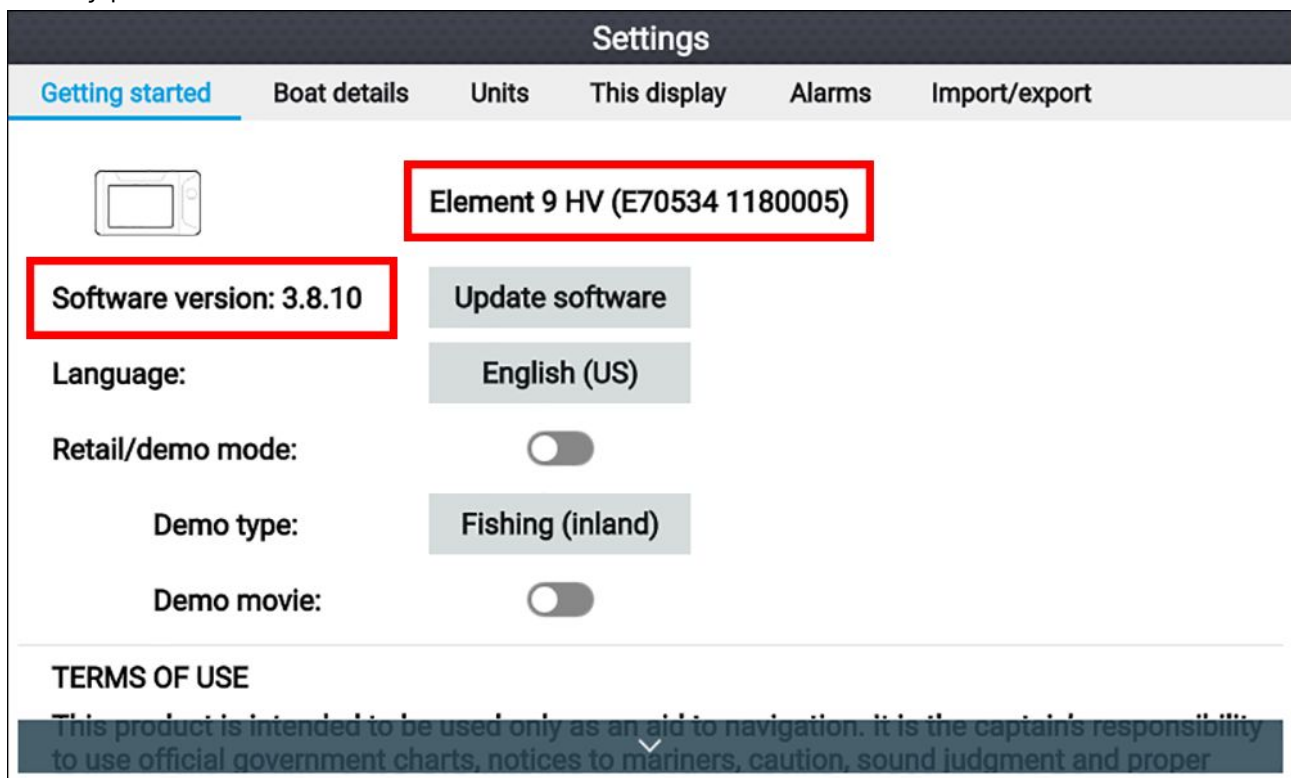 Settings
Getting started Boat details Units This display Alarms Import/export
Element 9 HV (E70534 1180005)
Software version: 3.8.10 Update software
Language: English (US)
Retail/demo mode:
Demo type: Fishing (inland)
Demo movie:
TERMS OF USE
This product is intended to be used only as an aid to navigation. It is the captain's responsibility
to use official government charts, notices to mariners, caution, sound judgment and proper